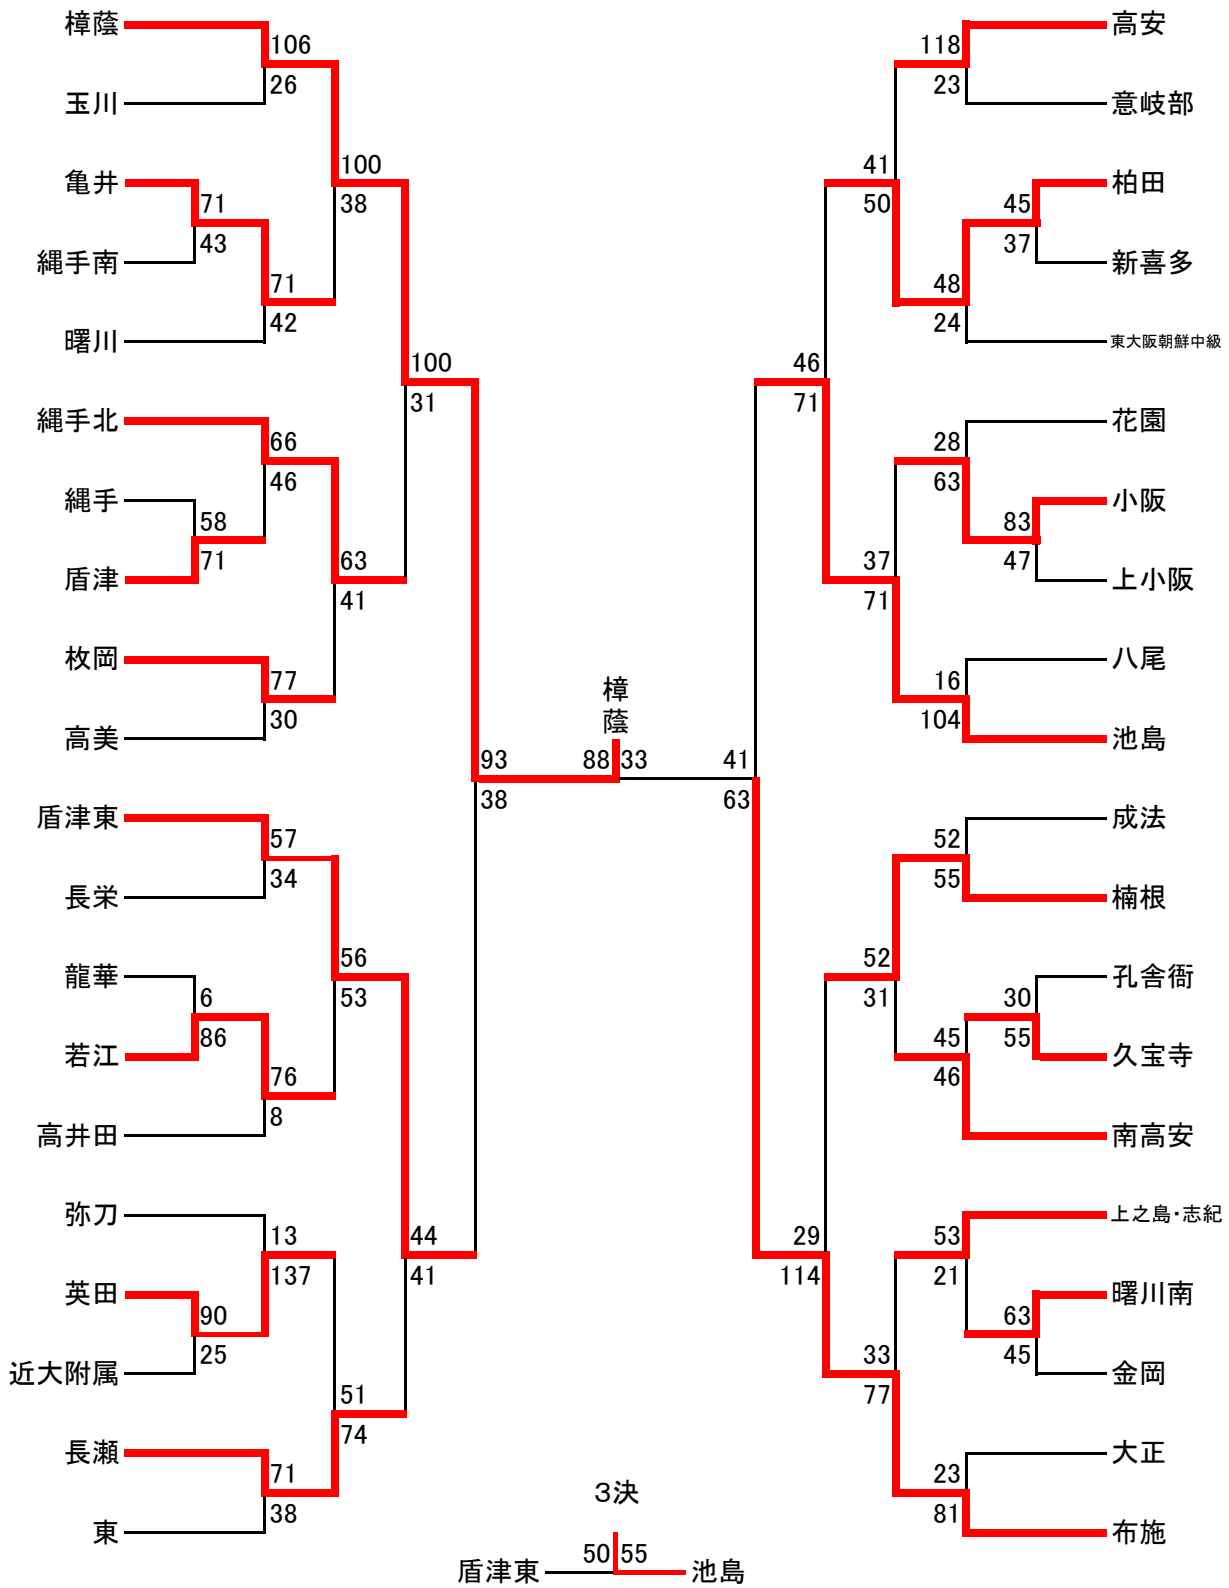 樟蔭
106
26
玉川
100
38
亀井
71
43
縄手南
71
42
曙川
100
31
縄手北
66
46
縄手
58
71
盾津
63
41
枚岡
77
30
高美
93
38
盾津東
57
34
長栄
56
53
龍華
6
86
若江
76
8
高井田
44
41
弥刀
13
137
英田
90
25
近大附属
51
74
長瀬
71
38
東
樟蔭
88 33
高安
118
23
意岐部
41
50
柏田
45
37
新喜多
48
24
東大阪朝鮮中級
46
71
花園
28
63
小阪
83
47
上小阪
37
71
八尾
16
104
池島
41
63
成法
52
55
楠根
52
31
孔舎衙
30
55
久宝寺
45
46
南高安
29
114
上之島・志紀
53
21
曙川南
63
45
金岡
33
77
大正
23
81
布施
3決
50 55
盾津東 池島